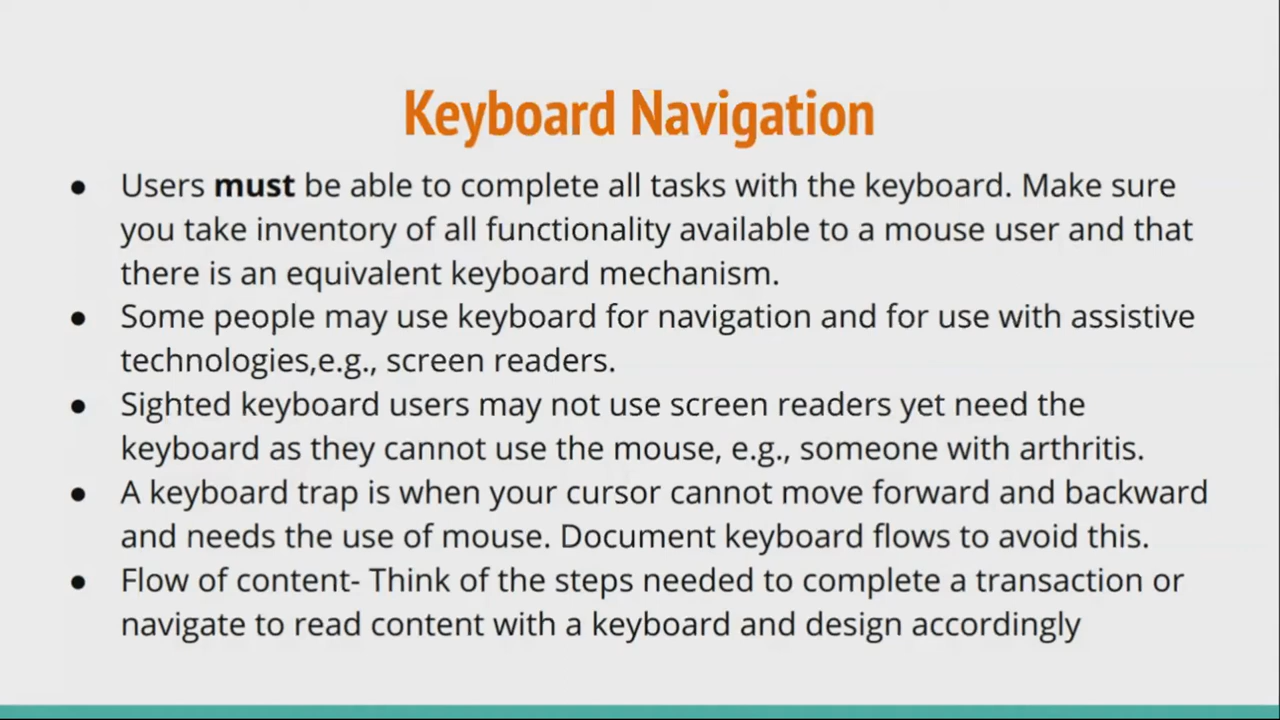 Keyboard Navigation
● Users must be able to complete all tasks with the keyboard. Make sure
you take inventory of all functionality available to a mouse user and that
there is an equivalent keyboard mechanism.
● Some people may use keyboard for navigation and for use with assistive
technologies,e.g., screen readers.
● Sighted keyboard users may not use screen readers yet need the
keyboard as they cannot use the mouse, e.g., someone with arthritis.
● A keyboard trap is when your cursor cannot move forward and backward
and needs the use of mouse. Document keyboard flows to avoid this.
● Flow of content- Think of the steps needed to complete a transaction or
navigate to read content with a keyboard and design accordingly